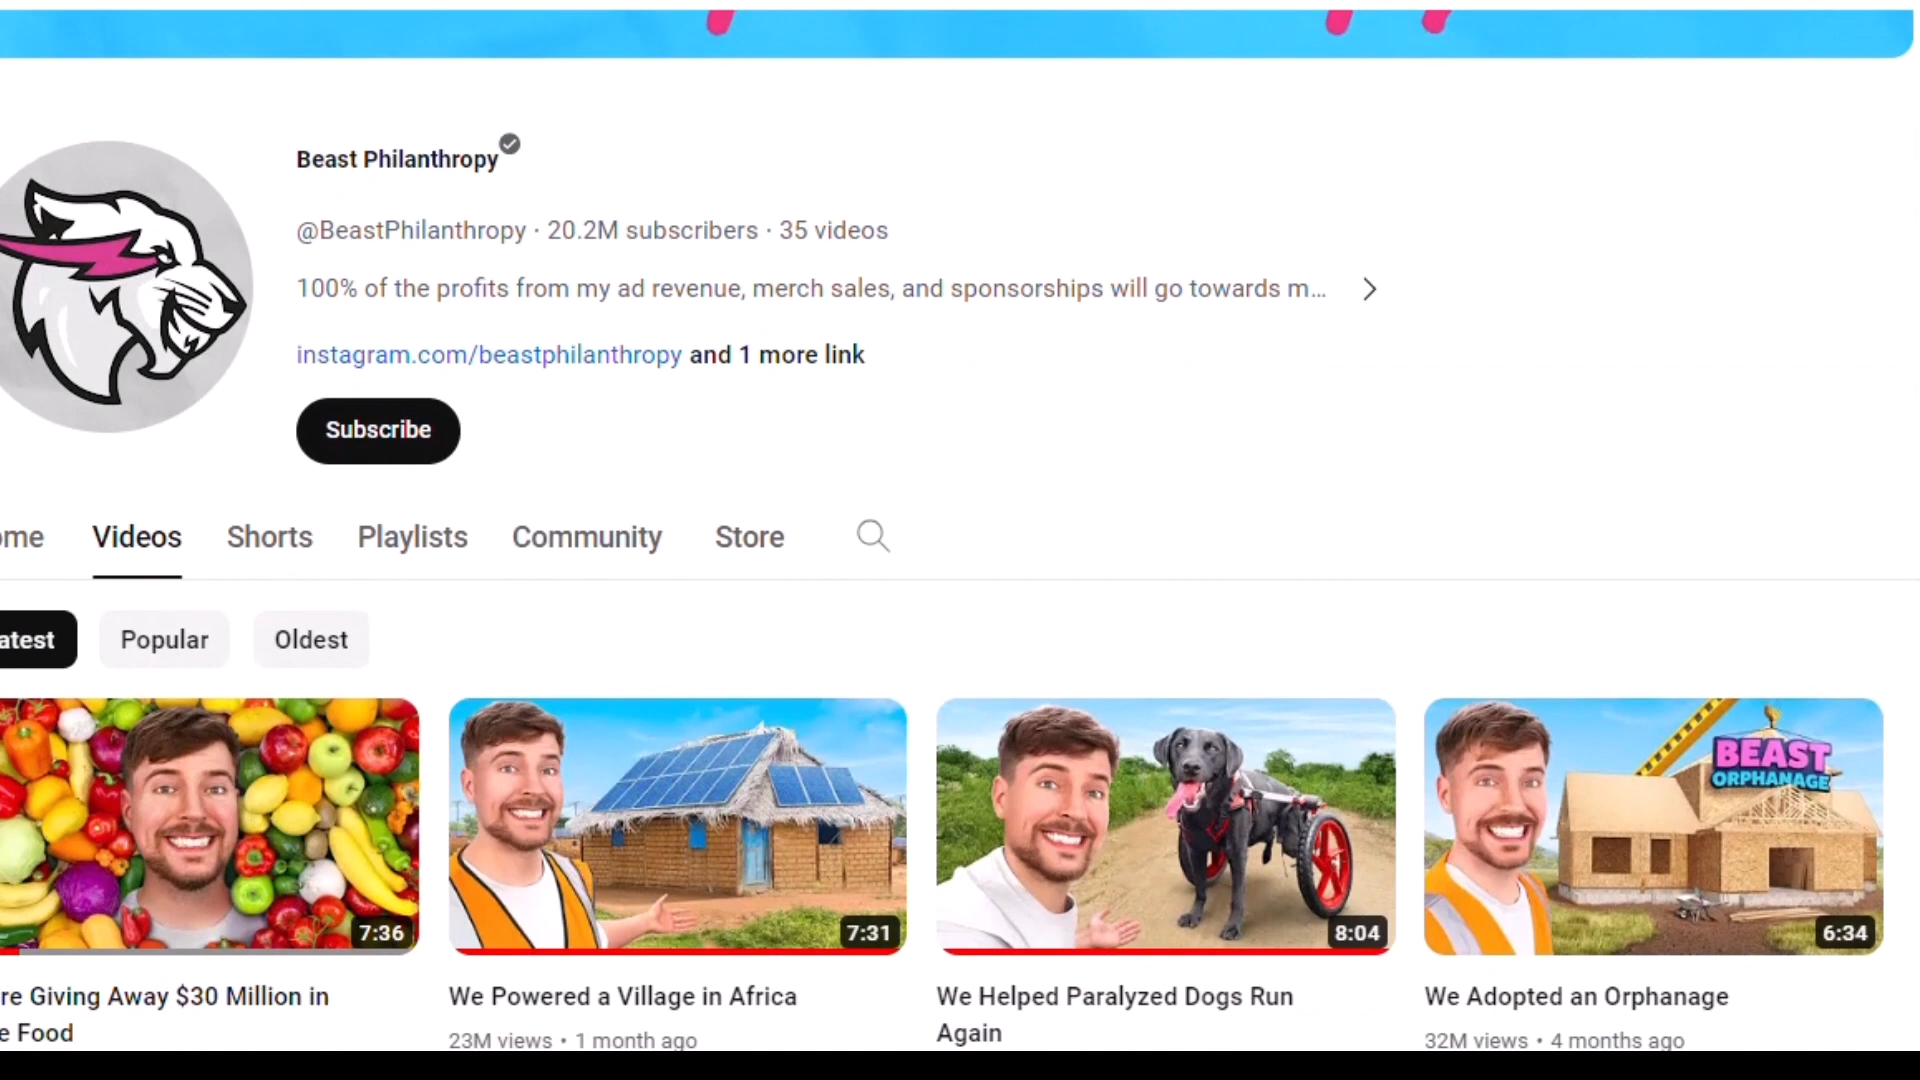 Beast Philanthropy
@BeastPhilanthropy · 20.2M subscribers · 35 videos
100% of the profits from my ad revenue, merch sales, and sponsorships will go towards m...
instagram.com/beastphilanthropy and 1 more link
Subscribe
ome Videos Shorts Playlists Community Store
atest Popular Oldest
BEAST
ORPHANAGE
7:36 7:31 8:04 6:34
re Giving Away $30 Million in
e Food
We Powered a Village in Africa
23M views • 1 month ago
We Helped Paralyzed Dogs Run
Again
We Adopted an Orphanage
32M views • 4 months ago